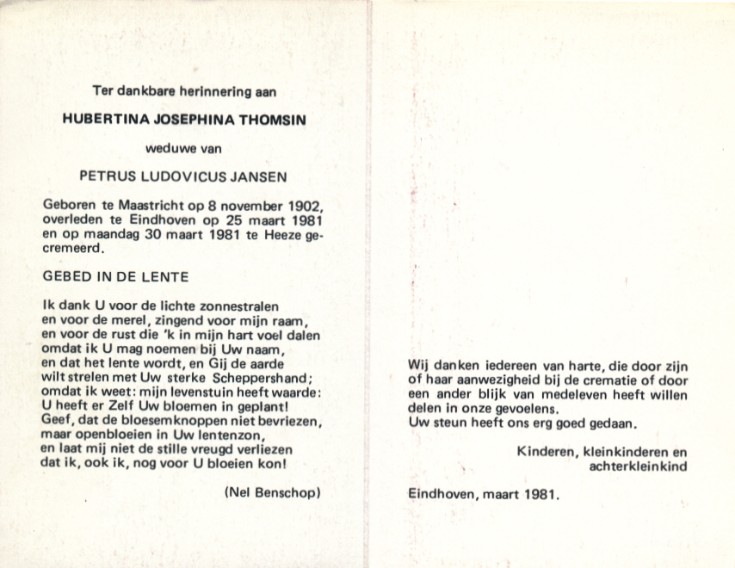 Ter dankbare herinnering aan
HUBERTINA JOSEPHINA THOMSIN
weduwe van
PETRUS LUDOVICUS JANSEN
Geboren te Maastricht op 8 november 1902,
overleden te Eindhoven op 25 maart 1981
en op maandag 30 maart 1981 te Heeze ge-
cremeerd.
GEBED IN DE LENTE
Ik dank U voor de lichte zonnestralen
en voor de merel, zingend voor mijn raam,
en voor de rust die 'k in mijn hart voel dalen
omdat ik U mag noemen bij Uw naam,
en dat het lente wordt, en Gij de aarde
wilt strelen met Uw sterke Scheppershand;
omdat ik weet: mijn levenstuin heeft waarde:
U heeft er Zelf Uw bloemen in geplant!
Geef, dat de bloesemknoppen niet bevriezen,
maar openbloeien in Uw lentenzon,
en laat mij niet de stille vreugd verliezen
dat ik, ook ik, nog voor U bloeien kon!
(Nel Benschop)
Wij danken iedereen van harte, die door zijn
of haar aanwezigheid bij de crematie of door
een ander blijk van medeleven heeft willen
delen in onze gevoelens.
Uw steun heeft ons erg goed gedaan.
Kinderen, kleinkinderen en
achterkleinkind
Eindhoven, maart 1981.